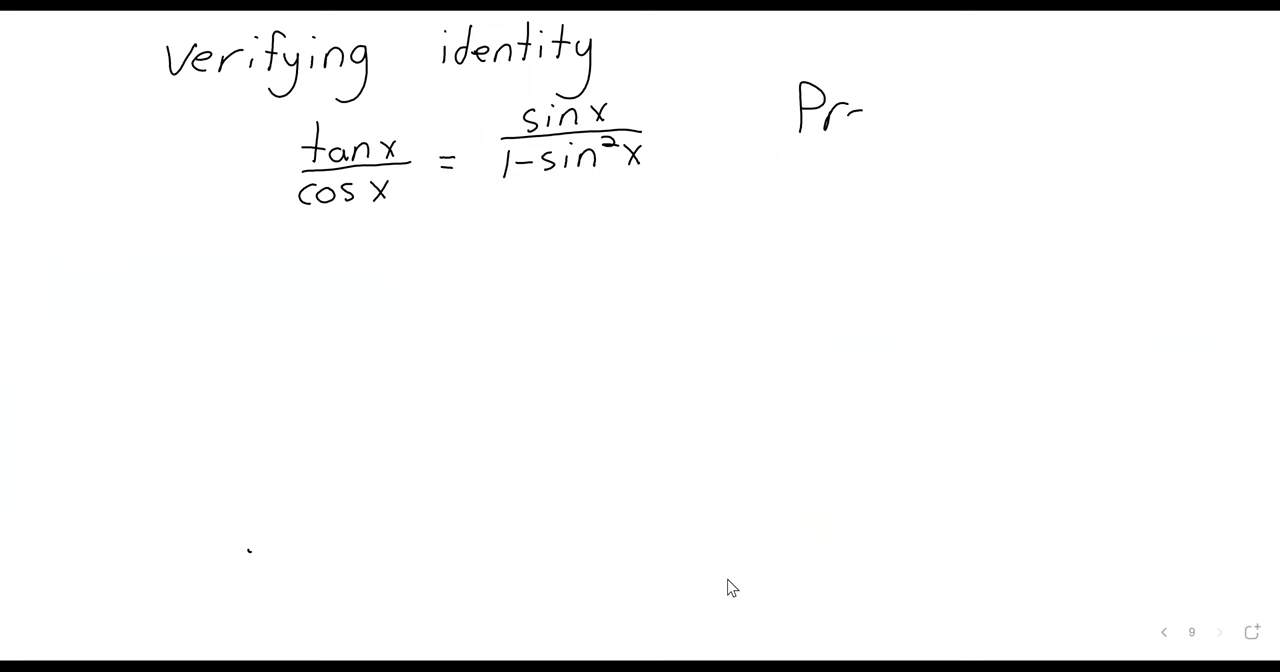 verifying identity
tan x / cos x = sin x / 1-sin²x
Pr
9